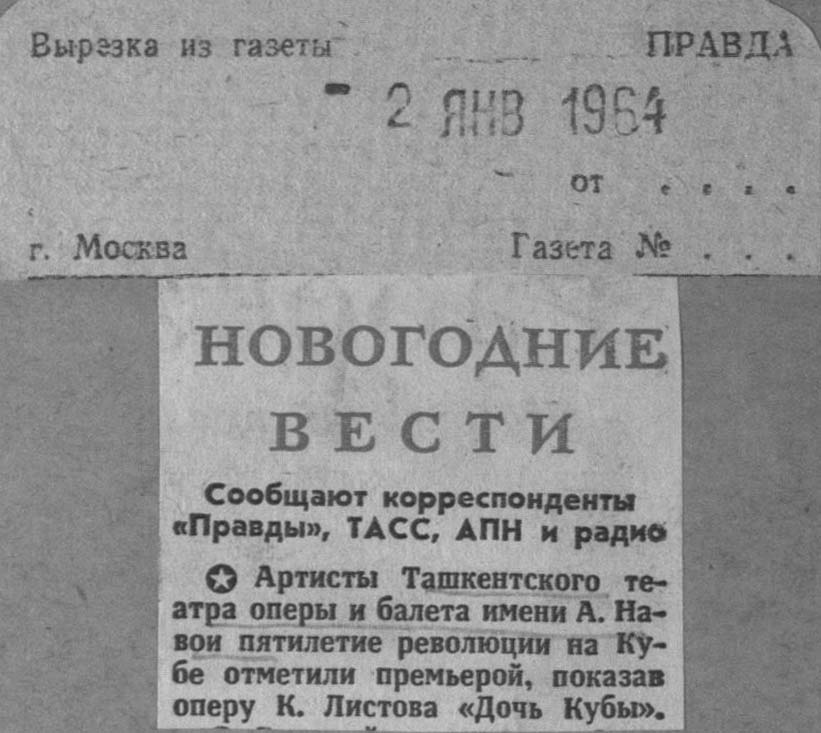 Вырезка из газеты ПРАВДА
- 2 ЯНВ 1964
от . . . .
г. Москва Газета № . . .
НОВОГОДНИЕ
ВЕСТИ
Сообщают корреспонденты
«Правды», ТАСС, АПН и радио
✪ Артисты Ташкентского те-
атра оперы и балета имени А. На-
вои пятилетие революции на Ку-
бе отметили премьерой, показав
оперу К. Листова «Дочь Кубы».